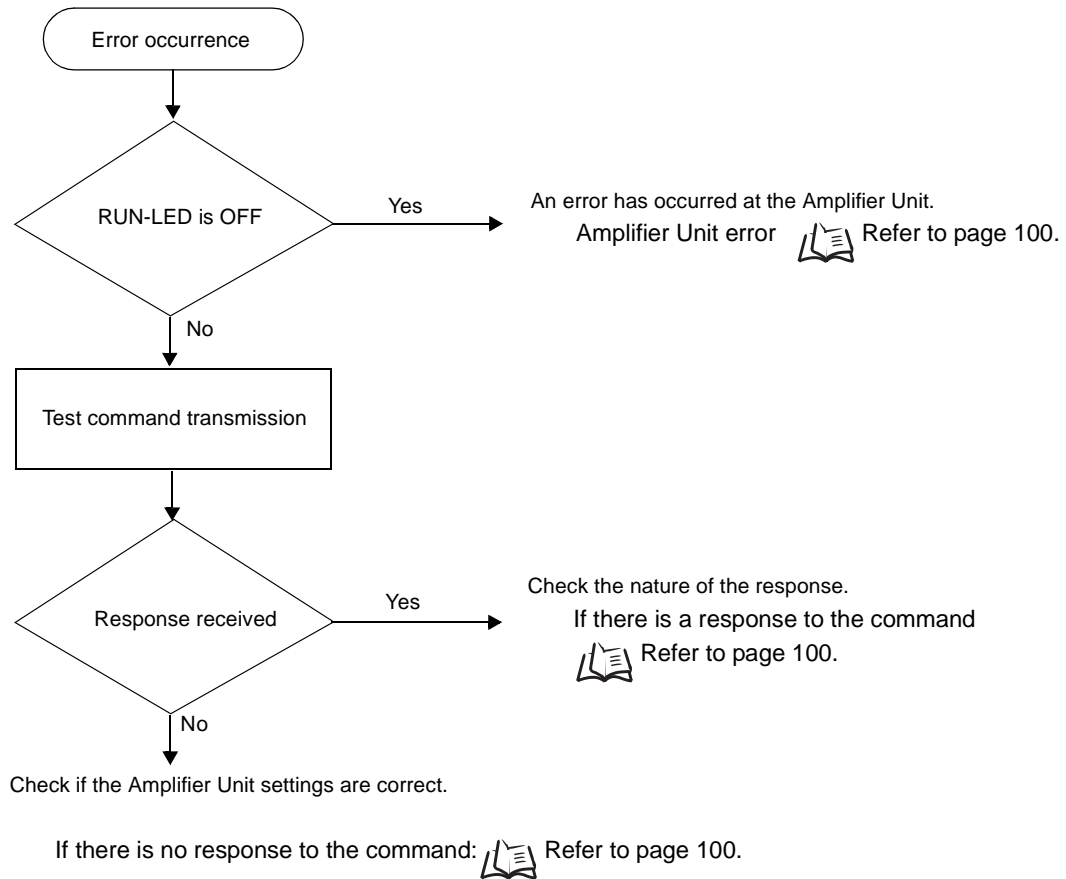 Error occurrence
RUN-LED is OFF
Yes
An error has occurred at the Amplifier Unit.
Amplifier Unit error Refer to page 100.
No
Test command transmission
Response received
Yes
Check the nature of the response.
If there is a response to the command
Refer to page 100.
No
Check if the Amplifier Unit settings are correct.
If there is no response to the command: Refer to page 100.